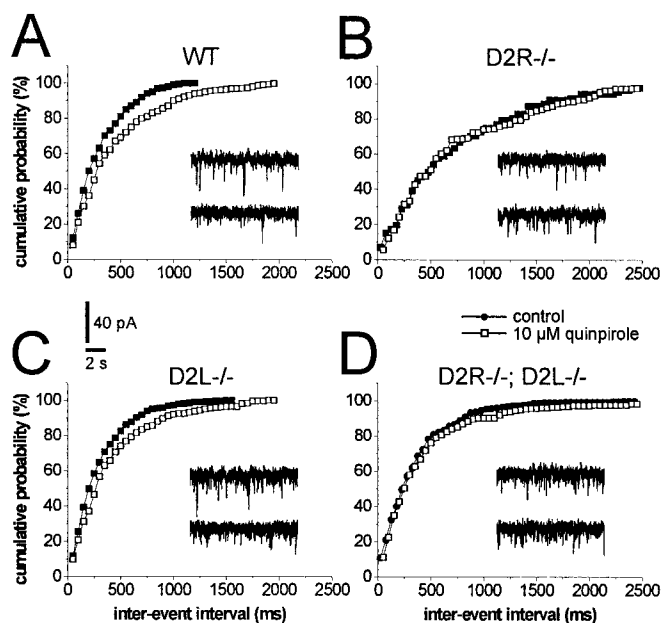 A
WT
cumulative probability (%)
100
80
60
40
20
0
0 500 1000 1500 2000 2500
B
D2R-/-
100
80
60
40
20
0
0 500 1000 1500 2000 2500
40 pA
2 s
control
10 µM quinpirole
C
D2L-/-
cumulative probability (%)
100
80
60
40
20
0
0 500 1000 1500 2000 2500
inter-event interval (ms)
D
D2R-/-; D2L-/-
100
80
60
40
20
0
0 500 1000 1500 2000 2500
inter-event interval (ms)